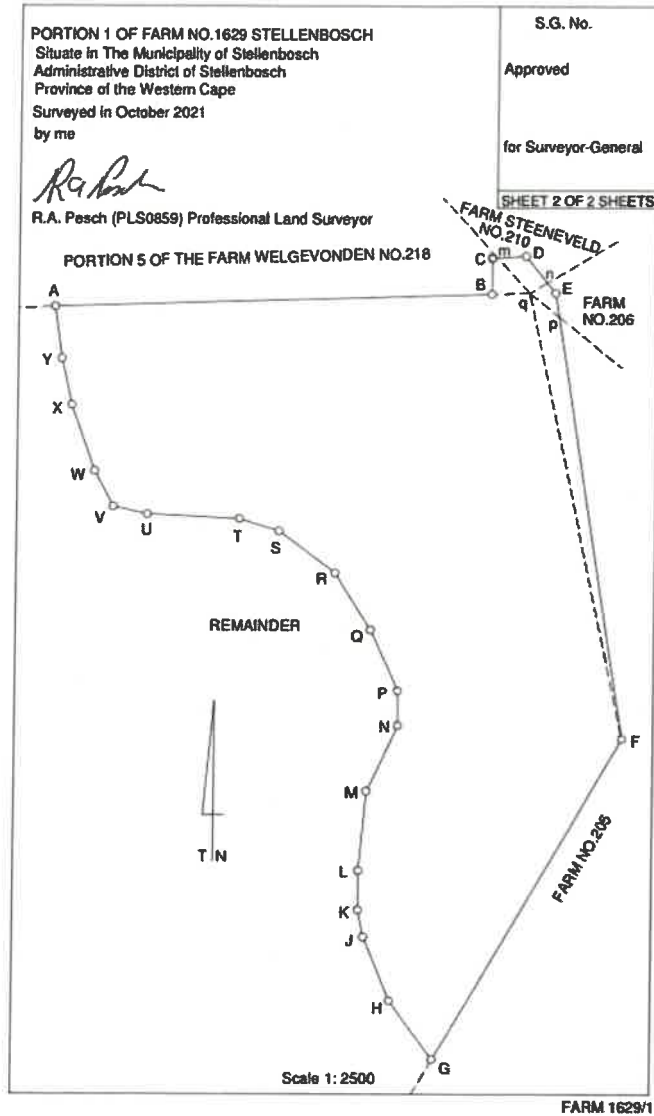 PORTION 1 OF FARM NO.1629 STELLENBOSCH
Situate in The Municipality of Stellenbosch
Administrative District of Stellenbosch
Province of the Western Cape
Surveyed in October 2021
by me
R.A. Pesch (PLS0859) Professional Land Surveyor
S.G. No.
Approved
for Surveyor-General
SHEET 2 OF 2 SHEETS
FARM STEENEVELD
NO.210
PORTION 5 OF THE FARM WELGEVONDEN NO.218
C
m
D
A
B
n
E
q
p
FARM
NO.206
Y
X
W
V
U
T
S
R
REMAINDER
Q
P
N
F
M
T N
FARM NO.205
L
K
J
H
G
Scale 1: 2500
FARM 1629/1